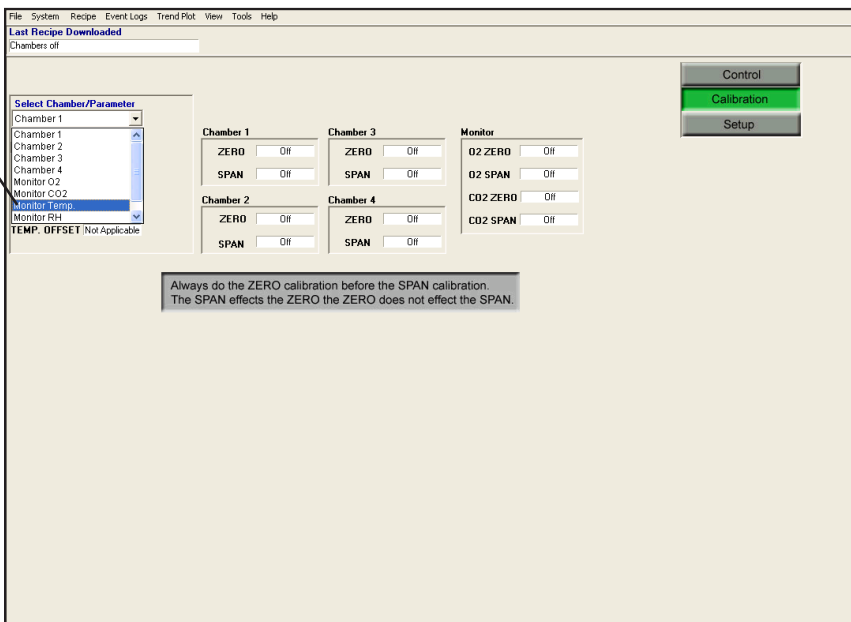 File System Recipe Event Logs Trend Plot View Tools Help
Last Recipe Downloaded
Chambers off
Control
Calibration
Setup
Select Chamber/Parameter
Chamber 1
Chamber 1
Chamber 2
Chamber 3
Chamber 4
Monitor O2
Monitor CO2
Monitor Temp.
Monitor RH
TEMP. OFFSET Not Applicable
Chamber 1
ZERO Off
SPAN Off
Chamber 2
ZERO Off
SPAN Off
Chamber 3
ZERO Off
SPAN Off
Chamber 4
ZERO Off
SPAN Off
Monitor
O2 ZERO Off
O2 SPAN Off
CO2 ZERO Off
CO2 SPAN Off
Always do the ZERO calibration before the SPAN calibration.
The SPAN effects the ZERO the ZERO does not effect the SPAN.